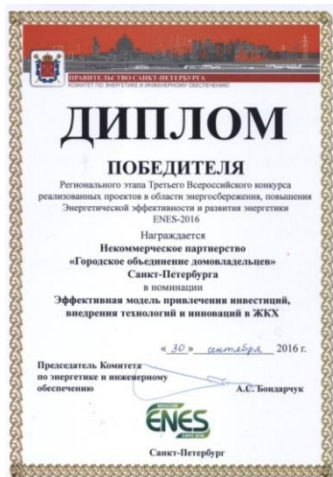 ПРАВИТЕЛЬСТВО САНКТ-ПЕТЕРБУРГА
КОМИТЕТ ПО ЭНЕРГЕТИКЕ И ИНЖЕНЕРНОМУ ОБЕСПЕЧЕНИЮ
ДИПЛОМ
ПОБЕДИТЕЛЯ
Регионального этапа Третьего Всероссийского конкурса
реализованных проектов в области энергосбережения, повышения
Энергетической эффективности и развития энергетики
ENES-2016
Награждается
Некоммерческое партнерство
«Городское объединение домовладельцев»
Санкт-Петербурга
в номинации
Эффективная модель привлечения инвестиций,
внедрения технологий и инноваций в ЖКХ
« 30 » сентября 2016 г.
Председатель Комитета
по энергетике и инженерному
обеспечению А.С. Бондарчук
ENES
Санкт-Петербург